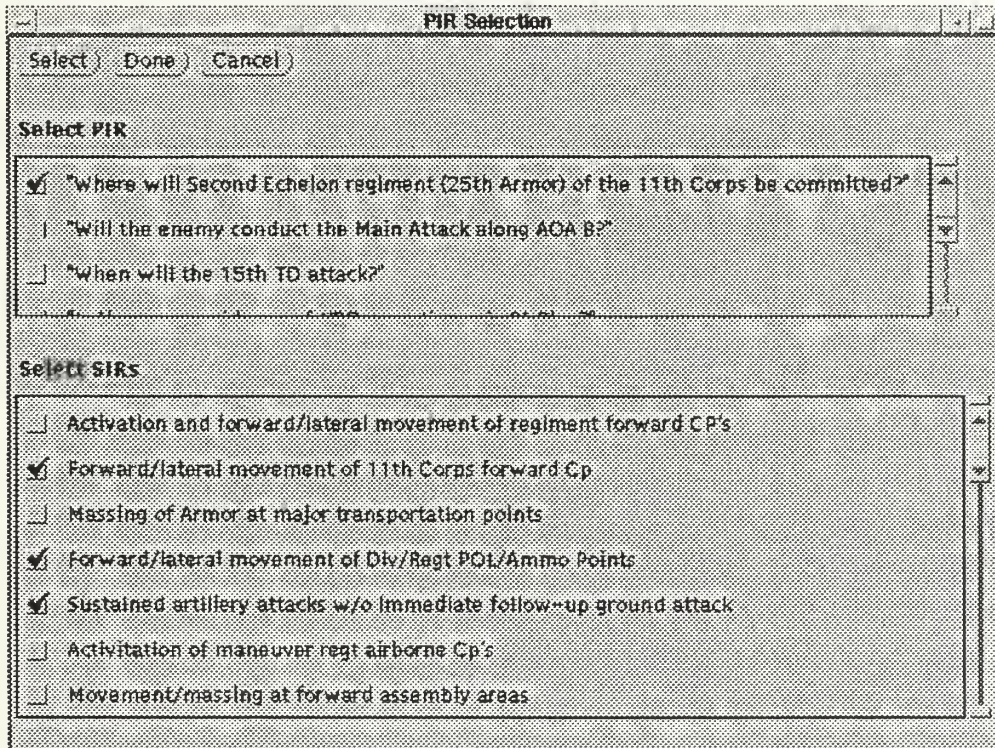 PIR Selection
Select Done Cancel
Select PIR
"Where will Second Echelon regiment (25th Armor) of the 11th Corps be committed?"
"Will the enemy conduct the Main Attack along AOA B?"
"When will the 15th TD attack?"
Select SIRs
Activation and forward/lateral movement of regiment forward CP's
Forward/lateral movement of 11th Corps forward Cp
Massing of Armor at major transportation points
Forward/lateral movement of Div/Regt POL/Ammo Points
Sustained artillery attacks w/o immediate follow-up ground attack
Activitation of maneuver regt airborne Cp's
Movement/massing at forward assembly areas